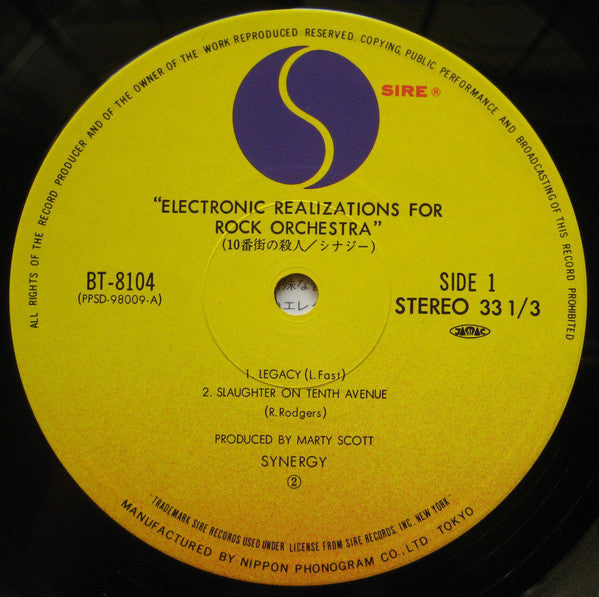 ALL RIGHTS OF THE RECORD PRODUCER AND OF THE OWNER OF THE WORK REPRODUCED RESERVED. COPYING, PUBLIC PERFORMANCE AND BROADCASTING OF THIS RECORD PROHIBITED
SIRE ®
"ELECTRONIC REALIZATIONS FOR
ROCK ORCHESTRA"
(10番街の殺人/シナジー)
BT-8104
(PPSD-98009-A)
SIDE 1
STEREO 33 1/3
JASRAC
エレ
1. LEGACY (L. Fast)
2. SLAUGHTER ON TENTH AVENUE
(R. Rodgers)
PRODUCED BY MARTY SCOTT
SYNERGY
②
"TRADEMARK SIRE RECORDS USED UNDER LICENSE FROM SIRE RECORDS, INC. NEW YORK"
MANUFACTURED BY NIPPON PHONOGRAM CO., LTD. TOKYO